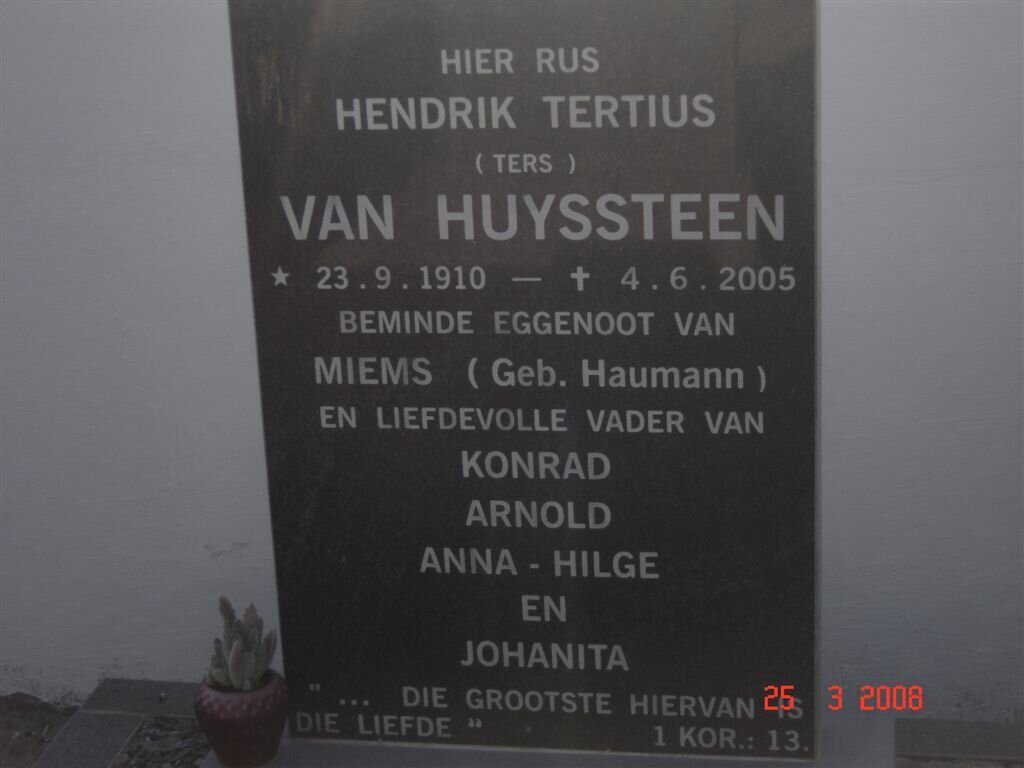 HIER RUS
HENDRIK TERTIUS
( TERS )
VAN HUYSSTEEN
★ 23.9.1910 — ✝ 4.6.2005
BEMINDE EGGENOOT VAN
MIEMS (Geb. Haumann)
EN LIEFDEVOLLE VADER VAN
KONRAD
ARNOLD
ANNA - HILGE
EN
JOHANITA
" ... DIE GROOTSTE HIERVAN IS
DIE LIEFDE " 1 KOR.: 13.
25 3 2008